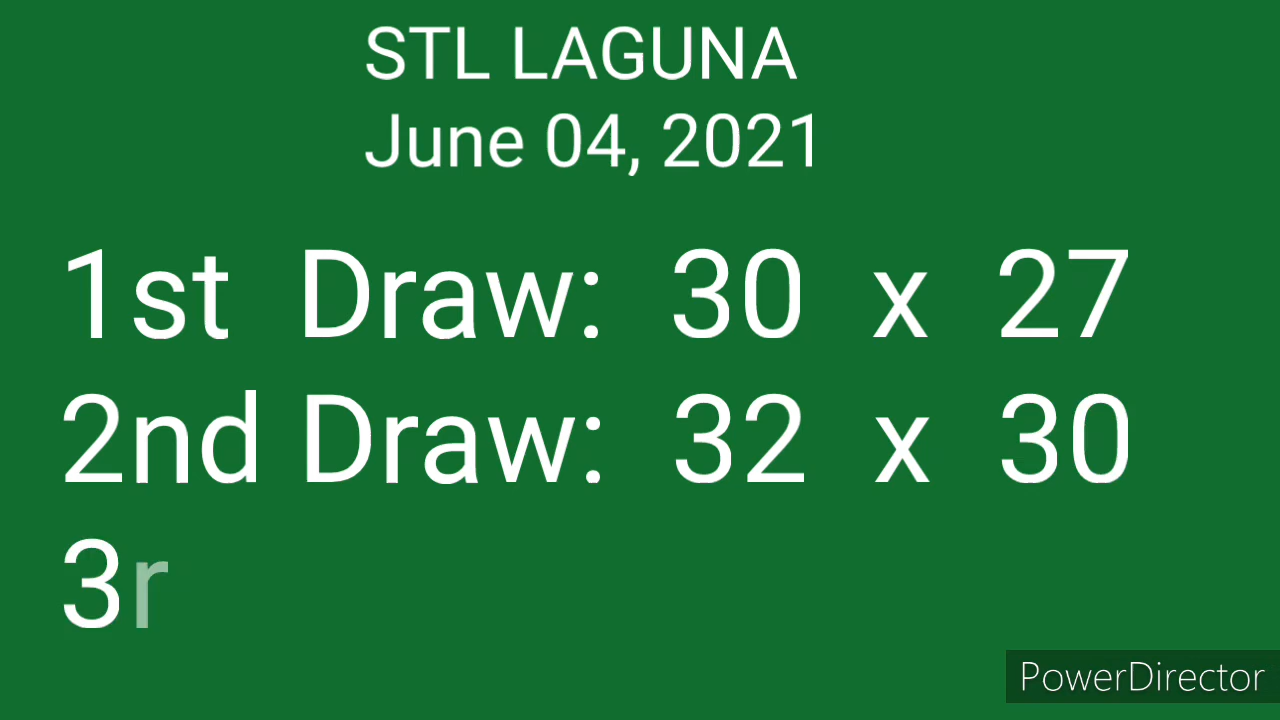 STL LAGUNA
June 04, 2021
1st Draw: 30 x 27
2nd Draw: 32 x 30
3r
PowerDirector